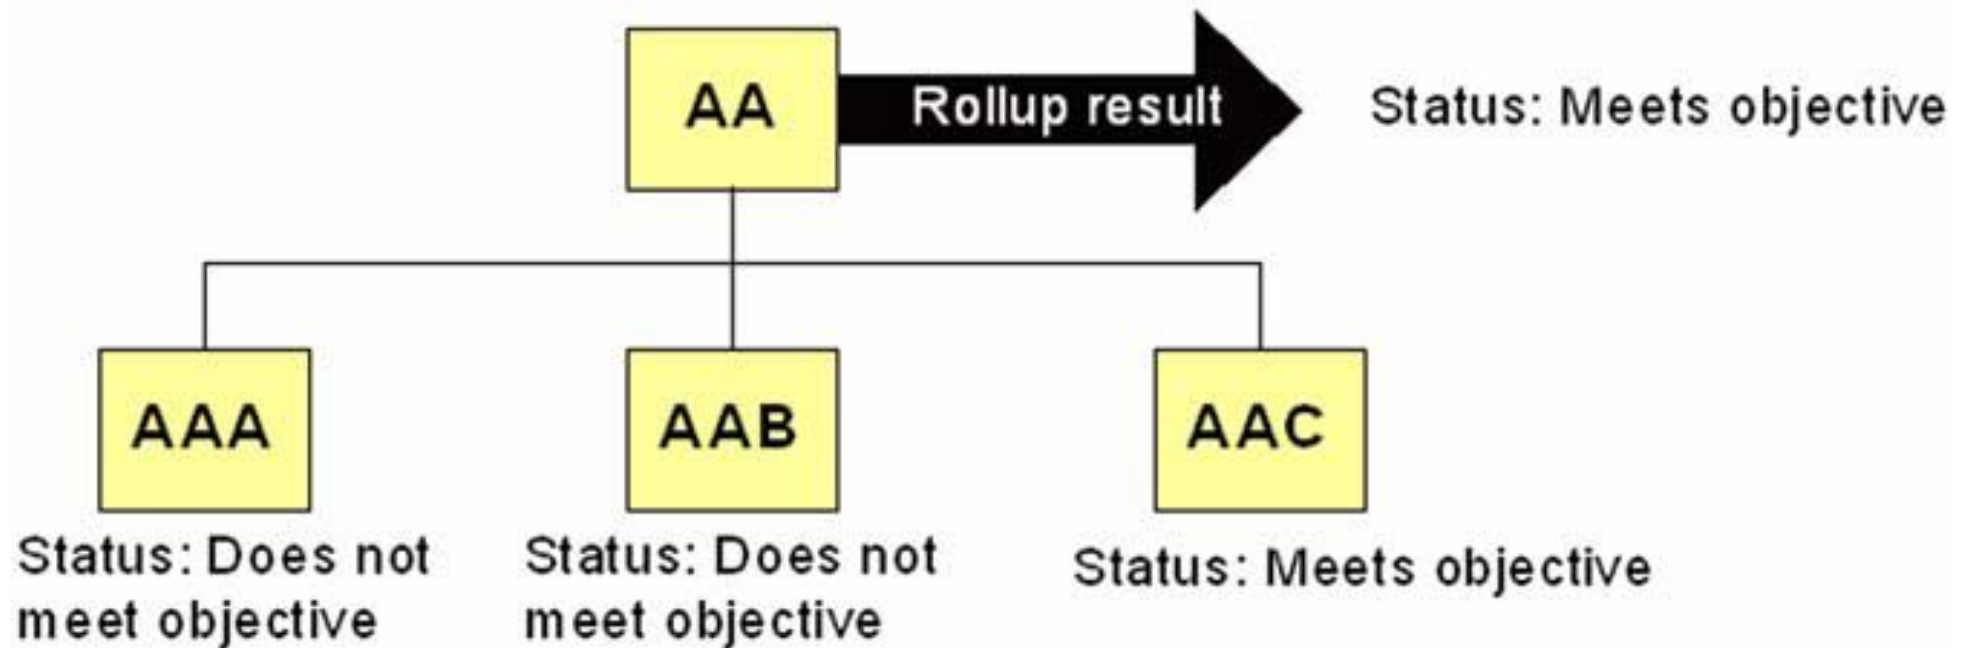 AA
Rollup result
Status: Meets objective
AAA
AAB
AAC
Status: Does not
meet objective
Status: Does not
meet objective
Status: Meets objective